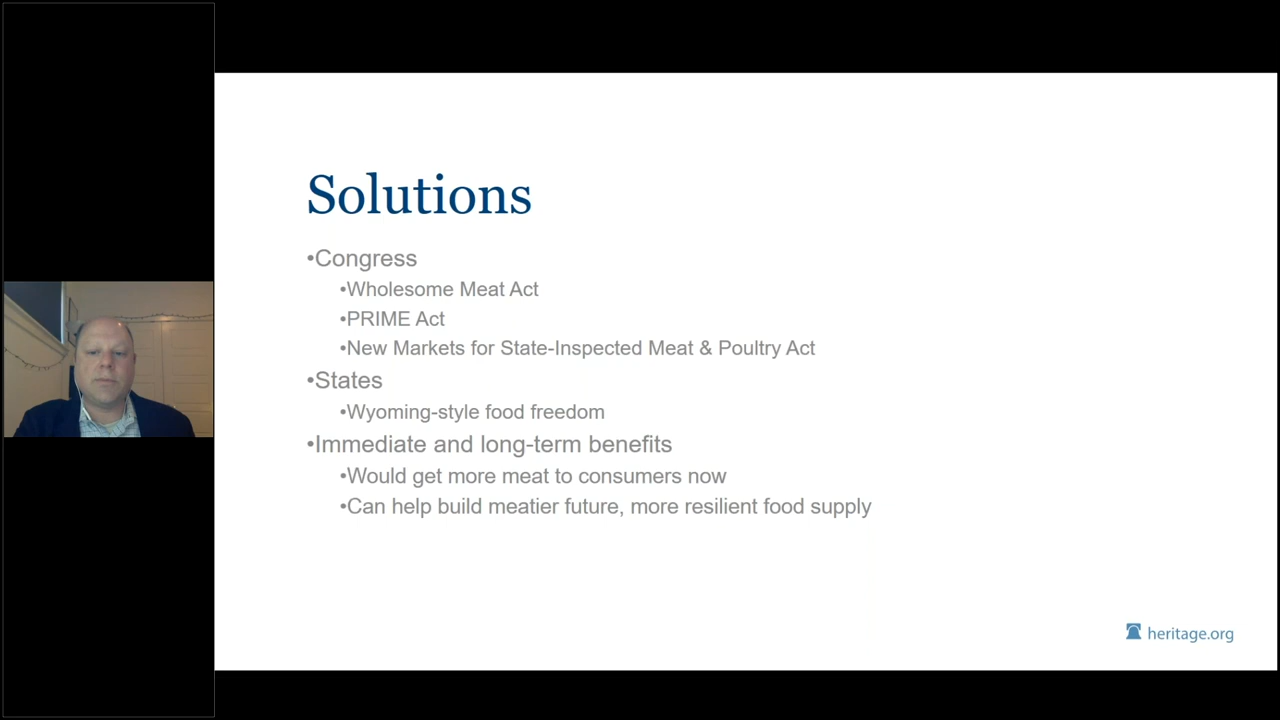 Solutions
•Congress
•Wholesome Meat Act
•PRIME Act
•New Markets for State-Inspected Meat & Poultry Act
•States
•Wyoming-style food freedom
•Immediate and long-term benefits
•Would get more meat to consumers now
•Can help build meatier future, more resilient food supply
heritage.org